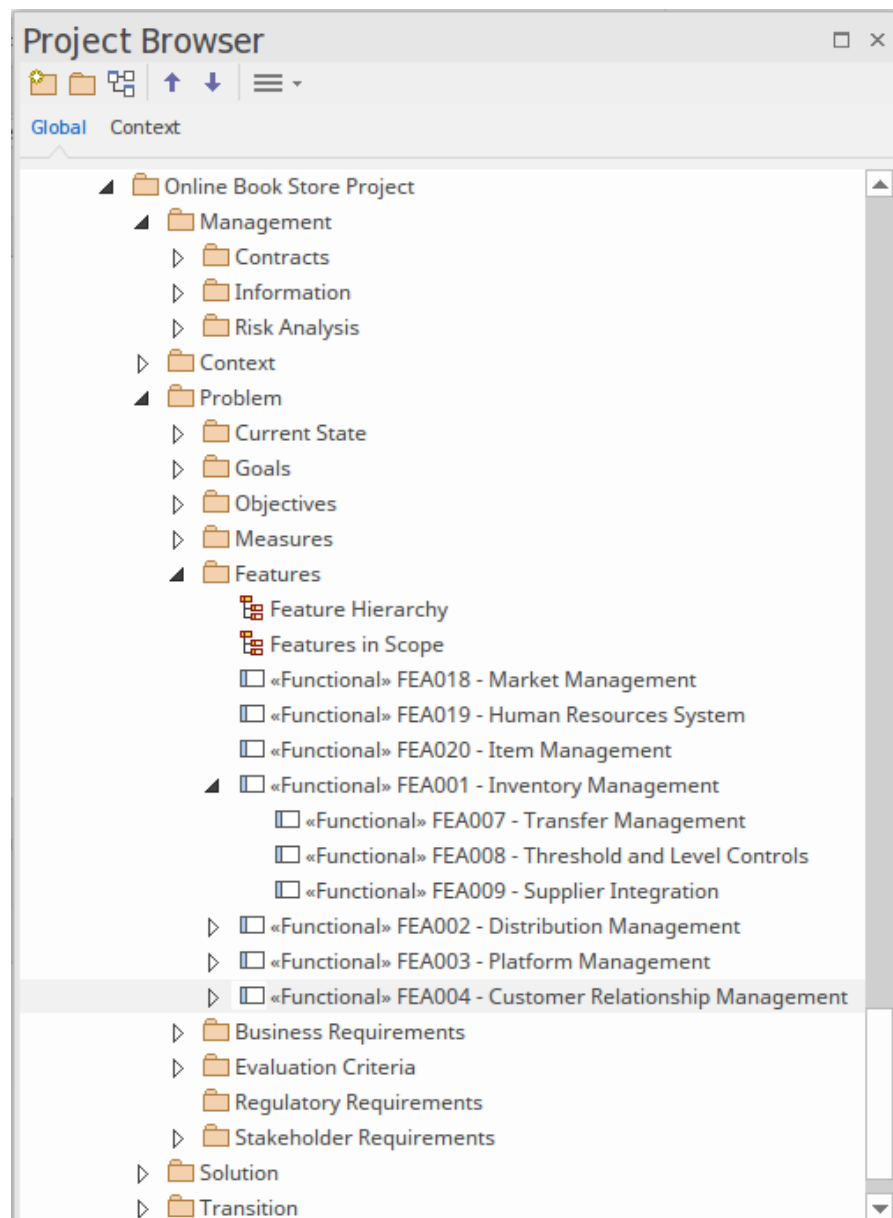 Project Browser
Global Context
Online Book Store Project
Management
Contracts
Information
Risk Analysis
Context
Problem
Current State
Goals
Objectives
Measures
Features
Feature Hierarchy
Features in Scope
«Functional» FEA018 - Market Management
«Functional» FEA019 - Human Resources System
«Functional» FEA020 - Item Management
«Functional» FEA001 - Inventory Management
«Functional» FEA007 - Transfer Management
«Functional» FEA008 - Threshold and Level Controls
«Functional» FEA009 - Supplier Integration
«Functional» FEA002 - Distribution Management
«Functional» FEA003 - Platform Management
«Functional» FEA004 - Customer Relationship Management
Business Requirements
Evaluation Criteria
Regulatory Requirements
Stakeholder Requirements
Solution
Transition